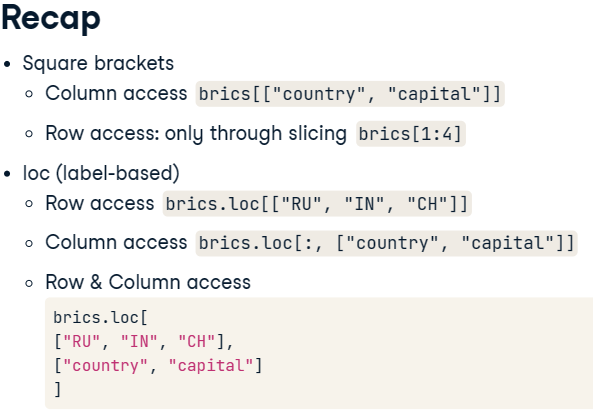 Recap
• Square brackets
◦ Column access brics[["country", "capital"]]
◦ Row access: only through slicing brics[1:4]
• loc (label-based)
◦ Row access brics.loc[["RU", "IN", "CH"]]
◦ Column access brics.loc[:, ["country", "capital"]]
◦ Row & Column access
brics.loc[
["RU", "IN", "CH"],
["country", "capital"]
]